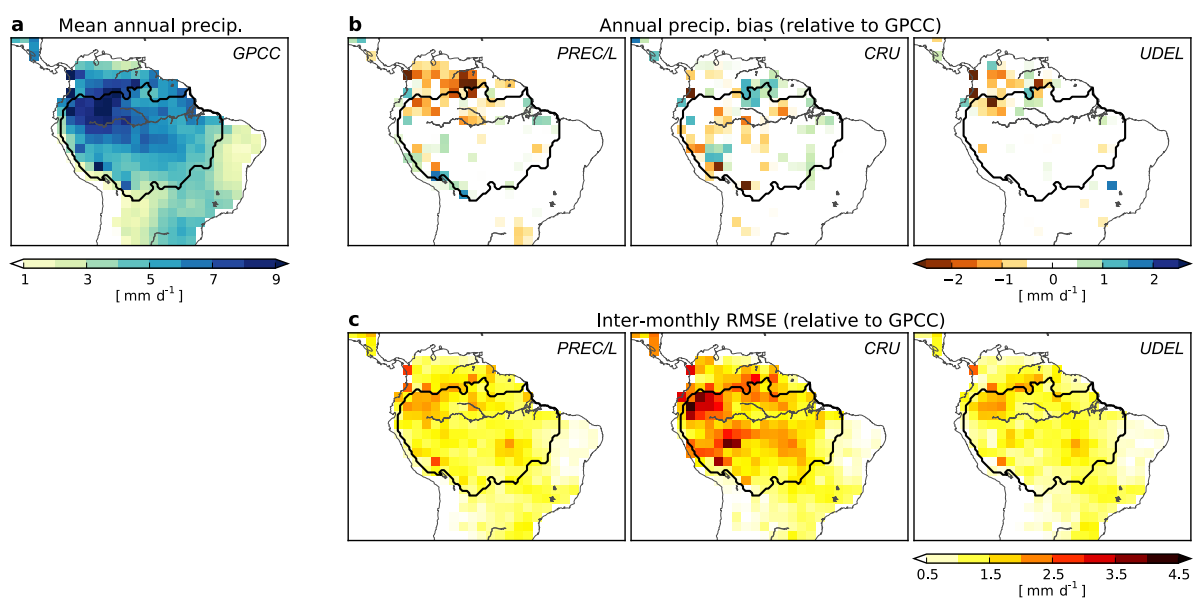 a Mean annual precip.
GPCC
1 3 5 7 9
[ mm d⁻¹ ]
b Annual precip. bias (relative to GPCC)
PREC/L CRU UDEL
−2 −1 0 1 2
[ mm d⁻¹ ]
c Inter-monthly RMSE (relative to GPCC)
PREC/L CRU UDEL
0.5 1.5 2.5 3.5 4.5
[ mm d⁻¹ ]